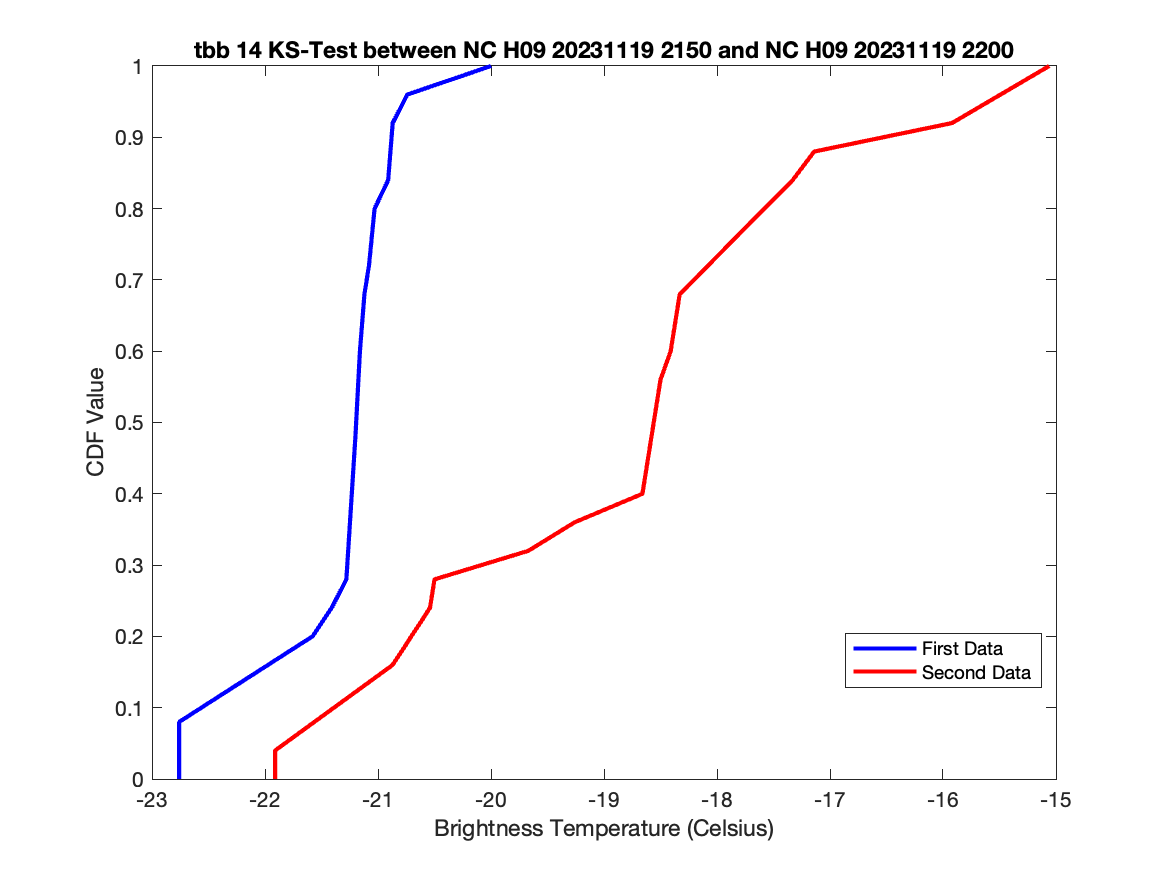 tbb 14 KS-Test between NC H09 20231119 2150 and NC H09 20231119 2200
1
0.9
0.8
0.7
0.6
0.5
0.4
0.3
0.2
0.1
0
CDF Value
First Data
Second Data
-23 -22 -21 -20 -19 -18 -17 -16 -15
Brightness Temperature (Celsius)